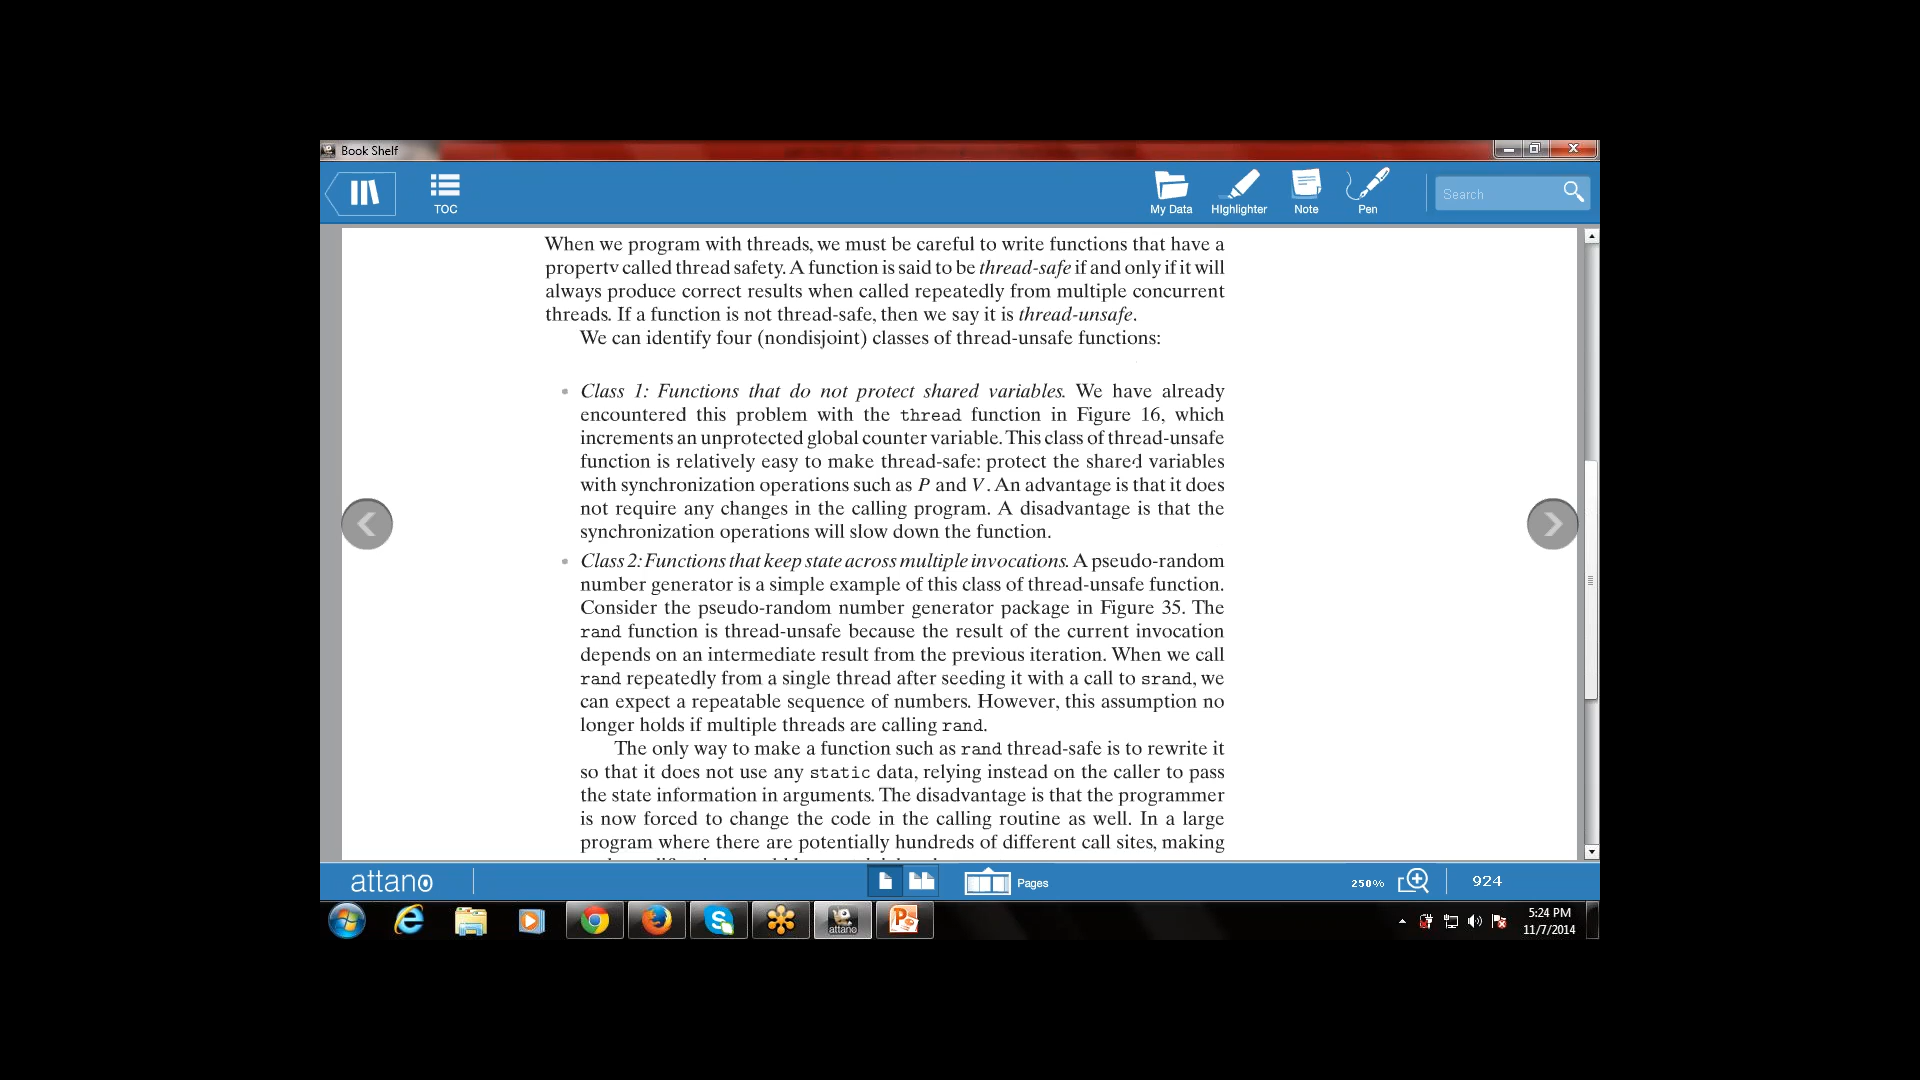 Book Shelf
TOC
My Data
HIghlighter
Note
Pen
Search
When we program with threads, we must be careful to write functions that have a
property called thread safety. A function is said to be thread-safe if and only if it will
always produce correct results when called repeatedly from multiple concurrent
threads. If a function is not thread-safe, then we say it is thread-unsafe.
We can identify four (nondisjoint) classes of thread-unsafe functions:
• Class 1: Functions that do not protect shared variables. We have already
encountered this problem with the thread function in Figure 16, which
increments an unprotected global counter variable. This class of thread-unsafe
function is relatively easy to make thread-safe: protect the shared variables
with synchronization operations such as P and V. An advantage is that it does
not require any changes in the calling program. A disadvantage is that the
synchronization operations will slow down the function.
• Class 2: Functions that keep state across multiple invocations. A pseudo-random
number generator is a simple example of this class of thread-unsafe function.
Consider the pseudo-random number generator package in Figure 35. The
rand function is thread-unsafe because the result of the current invocation
depends on an intermediate result from the previous iteration. When we call
rand repeatedly from a single thread after seeding it with a call to srand, we
can expect a repeatable sequence of numbers. However, this assumption no
longer holds if multiple threads are calling rand.
The only way to make a function such as rand thread-safe is to rewrite it
so that it does not use any static data, relying instead on the caller to pass
the state information in arguments. The disadvantage is that the programmer
is now forced to change the code in the calling routine as well. In a large
program where there are potentially hundreds of different call sites, making
attano
Pages
250%
924
attano
5:24 PM
11/7/2014